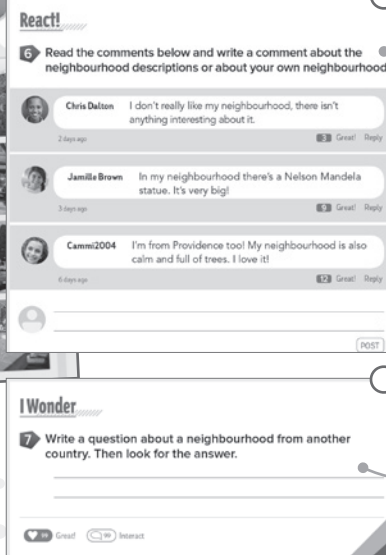 React!
6 Read the comments below and write a comment about the
neighbourhood descriptions or about your own neighbourhood
Chris Dalton I don't really like my neighbourhood, there isn't
anything interesting about it.
2 days ago 3 Great! Reply
Jamille Brown In my neighbourhood there's a Nelson Mandela
statue. It's very big!
3 days ago 9 Great! Reply
Cammi2004 I'm from Providence too! My neighbourhood is also
calm and full of trees. I love it!
6 days ago 12 Great! Reply
POST
I Wonder
7 Write a question about a neighbourhood from another
country. Then look for the answer.
99 Great! 99 Interact